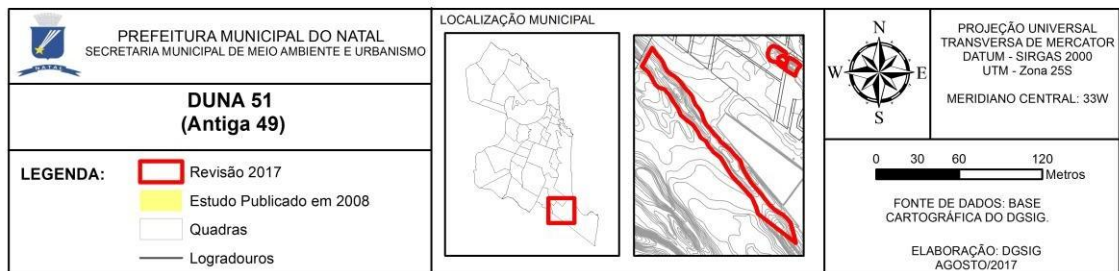 PREFEITURA MUNICIPAL DO NATAL
SECRETARIA MUNICIPAL DE MEIO AMBIENTE E URBANISMO
NATAL
DUNA 51
(Antiga 49)
LEGENDA:
Revisão 2017
Estudo Publicado em 2008
Quadras
Logradouros
LOCALIZAÇÃO MUNICIPAL
N
W E
S
PROJEÇÃO UNIVERSAL
TRANSVERSA DE MERCATOR
DATUM - SIRGAS 2000
UTM - Zona 25S
MERIDIANO CENTRAL: 33W
0 30 60 120
Metros
FONTE DE DADOS: BASE
CARTOGRÁFICA DO DGSIG.
ELABORAÇÃO: DGSIG
AGOSTO/2017